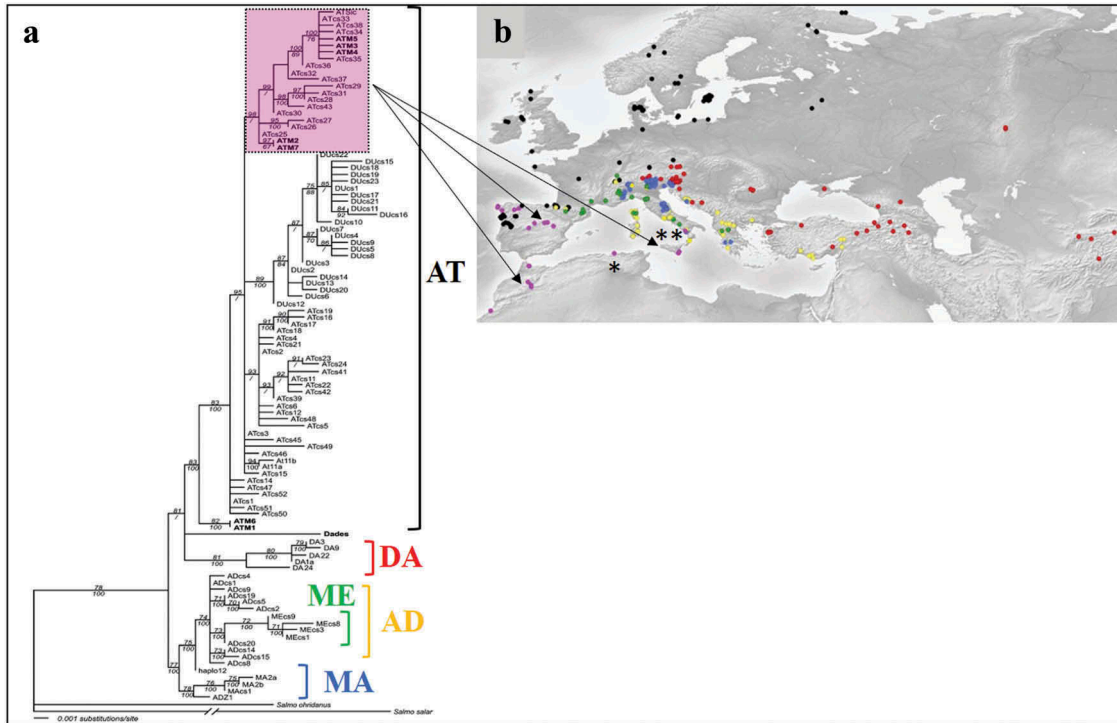 a
b
ATSic
ATcs33
ATcs38
ATcs34
ATM5
ATM3
ATM4
ATcs35
ATcs36
ATcs32
ATcs37
ATcs29
ATcs31
ATcs28
ATcs43
ATcs30
ATcs27
ATcs26
ATcs25
ATM2
ATM7
DUcs22
DUcs15
DUcs18
DUcs19
DUcs23
DUcs1
DUcs17
DUcs21
DUcs11
DUcs16
DUcs10
DUcs7
DUcs4
DUcs9
DUcs5
DUcs8
DUcs3
DUcs2
DUcs14
DUcs13
DUcs20
DUcs6
DUcs12
ATcs19
ATcs16
ATcs17
ATcs18
ATcs4
ATcs21
ATcs2
ATcs23
ATcs24
ATcs41
ATcs11
ATcs22
ATcs42
ATcs39
ATcs6
ATcs12
ATcs48
ATcs5
ATcs3
ATcs45
ATcs49
ATcs46
At11b
At11a
ATcs15
ATcs14
ATcs47
ATcs52
ATcs1
ATcs51
ATcs50
ATM6
ATM1
Dades
DA3
DA9
DA22
DA1a
DA24
ADcs4
ADcs1
ADcs9
ADcs19
ADcs5
ADcs2
MEcs9
MEcs8
MEcs3
MEcs1
ADcs20
ADcs14
ADcs15
ADcs8
haplo12
MA2a
MA2b
MAcs1
ADZ1
Salmo ohridanus
Salmo salar
0.001 substitutions/site
AT
DA
ME
AD
MA
**
*